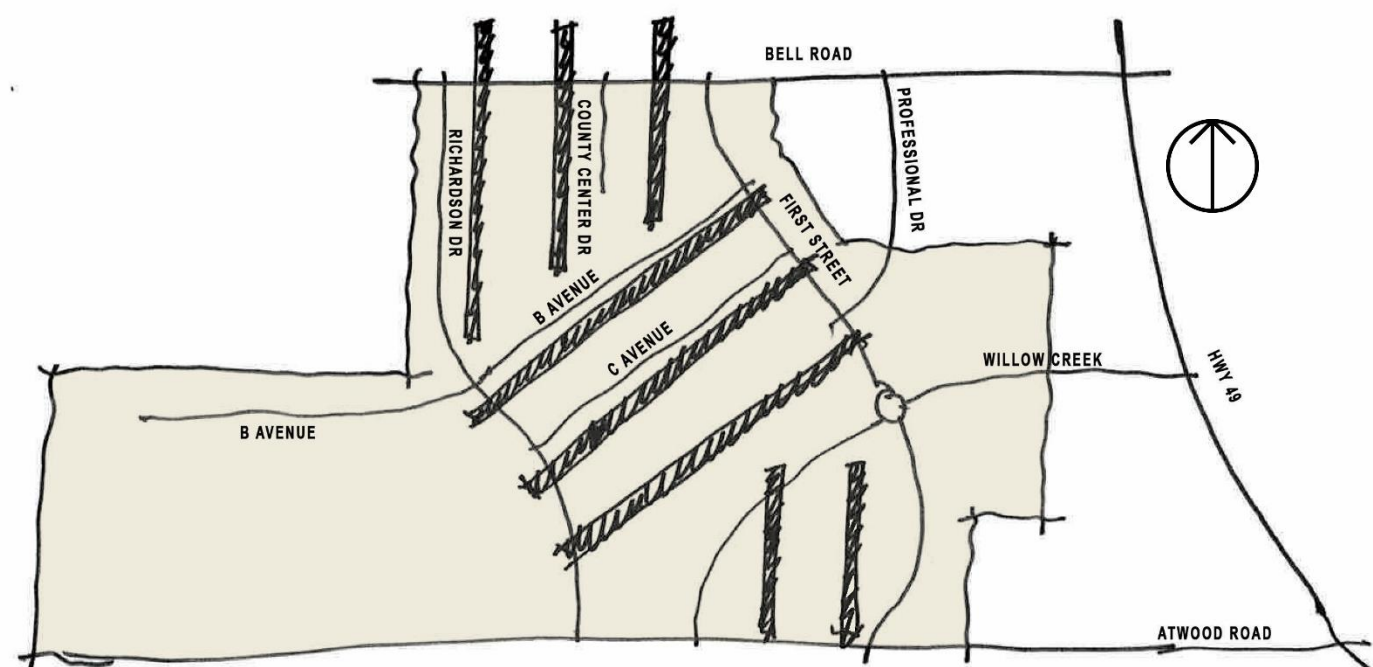 BELL ROAD
PROFESSIONAL DR
COUNTY CENTER DR
RICHARDSON DR
FIRST STREET
B AVENUE
C AVENUE
WILLOW CREEK
HWY 49
B AVENUE
ATWOOD ROAD